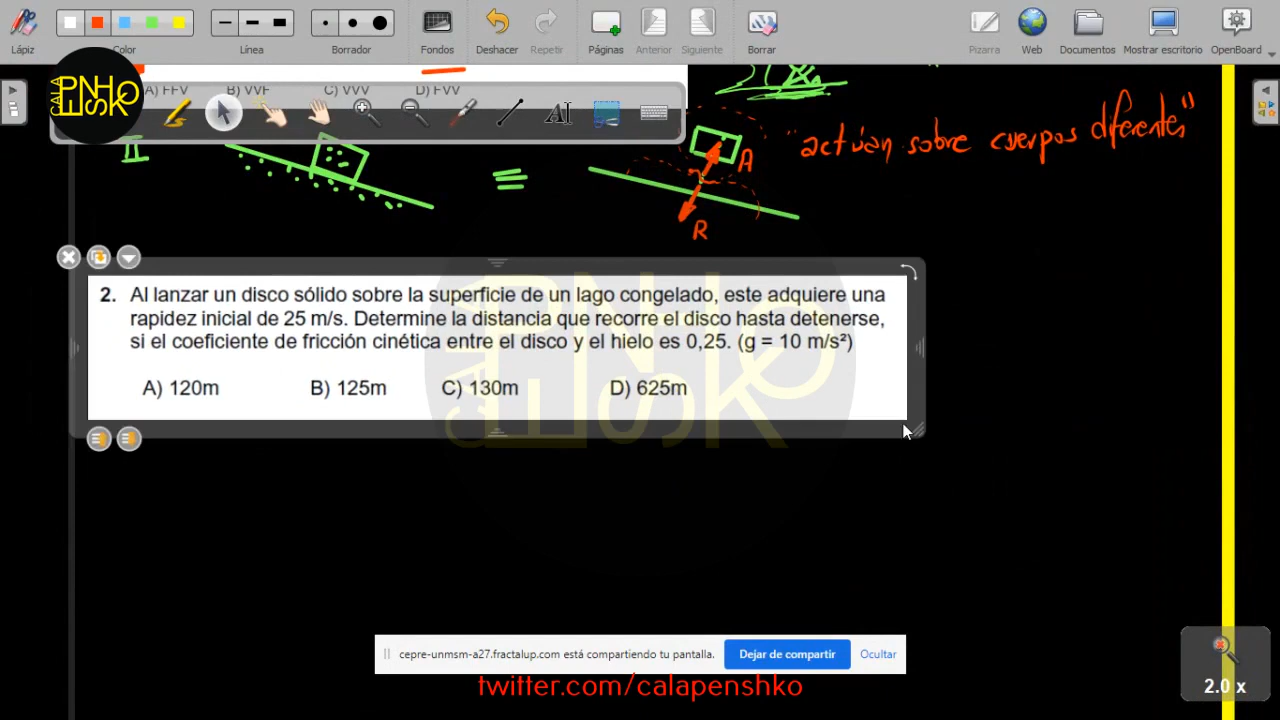 Lápiz Color Línea Borrador Fondos Deshacer Repetir Páginas Anterior Siguiente Borrar Pizarra Web Documentos Mostrar escritorio OpenBoard
CALA PENSHKO
A) FFV B) VVF C) VVV D) FVV
AI
II
A
R
"actúan sobre cuerpos diferentes"
2. Al lanzar un disco sólido sobre la superficie de un lago congelado, este adquiere una
rapidez inicial de 25 m/s. Determine la distancia que recorre el disco hasta detenerse,
si el coeficiente de fricción cinética entre el disco y el hielo es 0,25. (g = 10 m/s²)
A) 120m B) 125m C) 130m D) 625m
cepre-unmsm-a27.fractalup.com está compartiendo tu pantalla. Dejar de compartir Ocultar
twitter.com/calapenshko
2.0 x